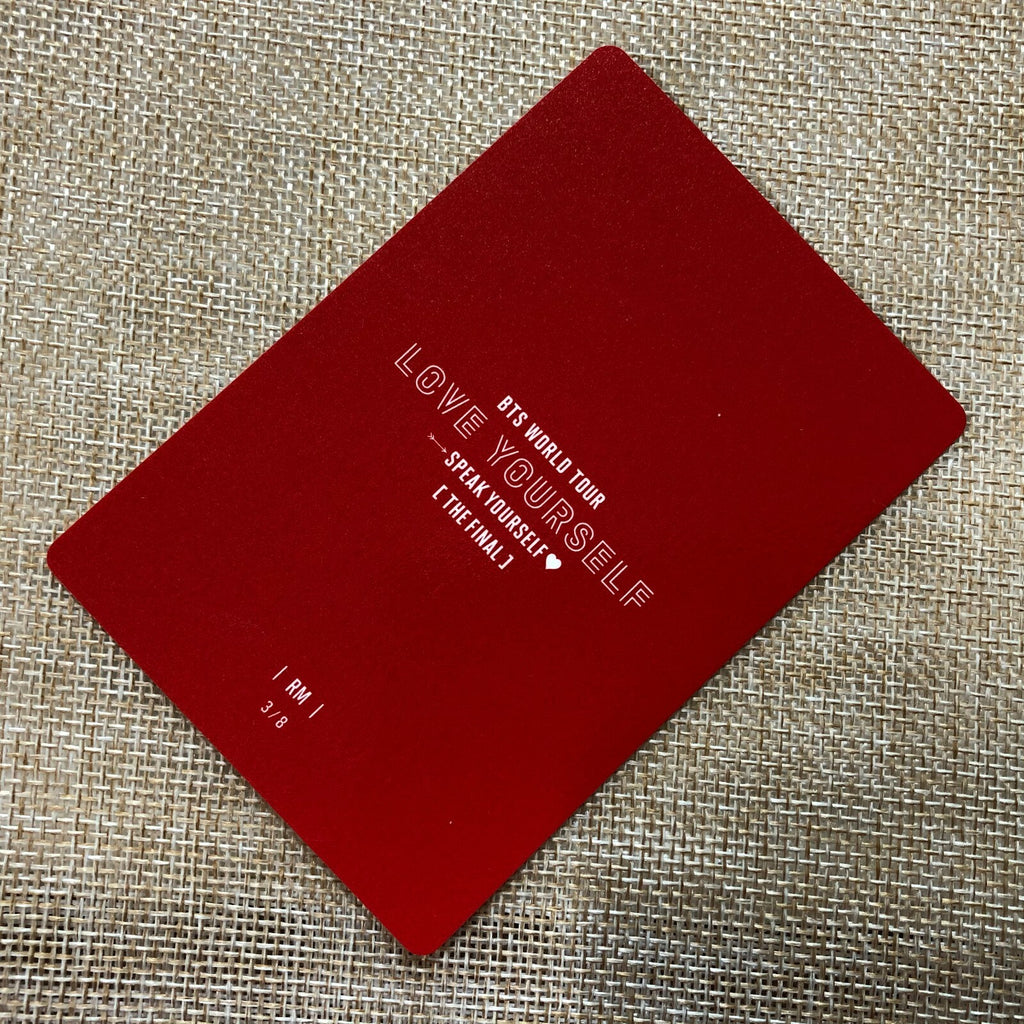 BTS WORLD TOUR
LOVE YOURSELF
SPEAK YOURSELF
[ THE FINAL ]
| RM |
3/8